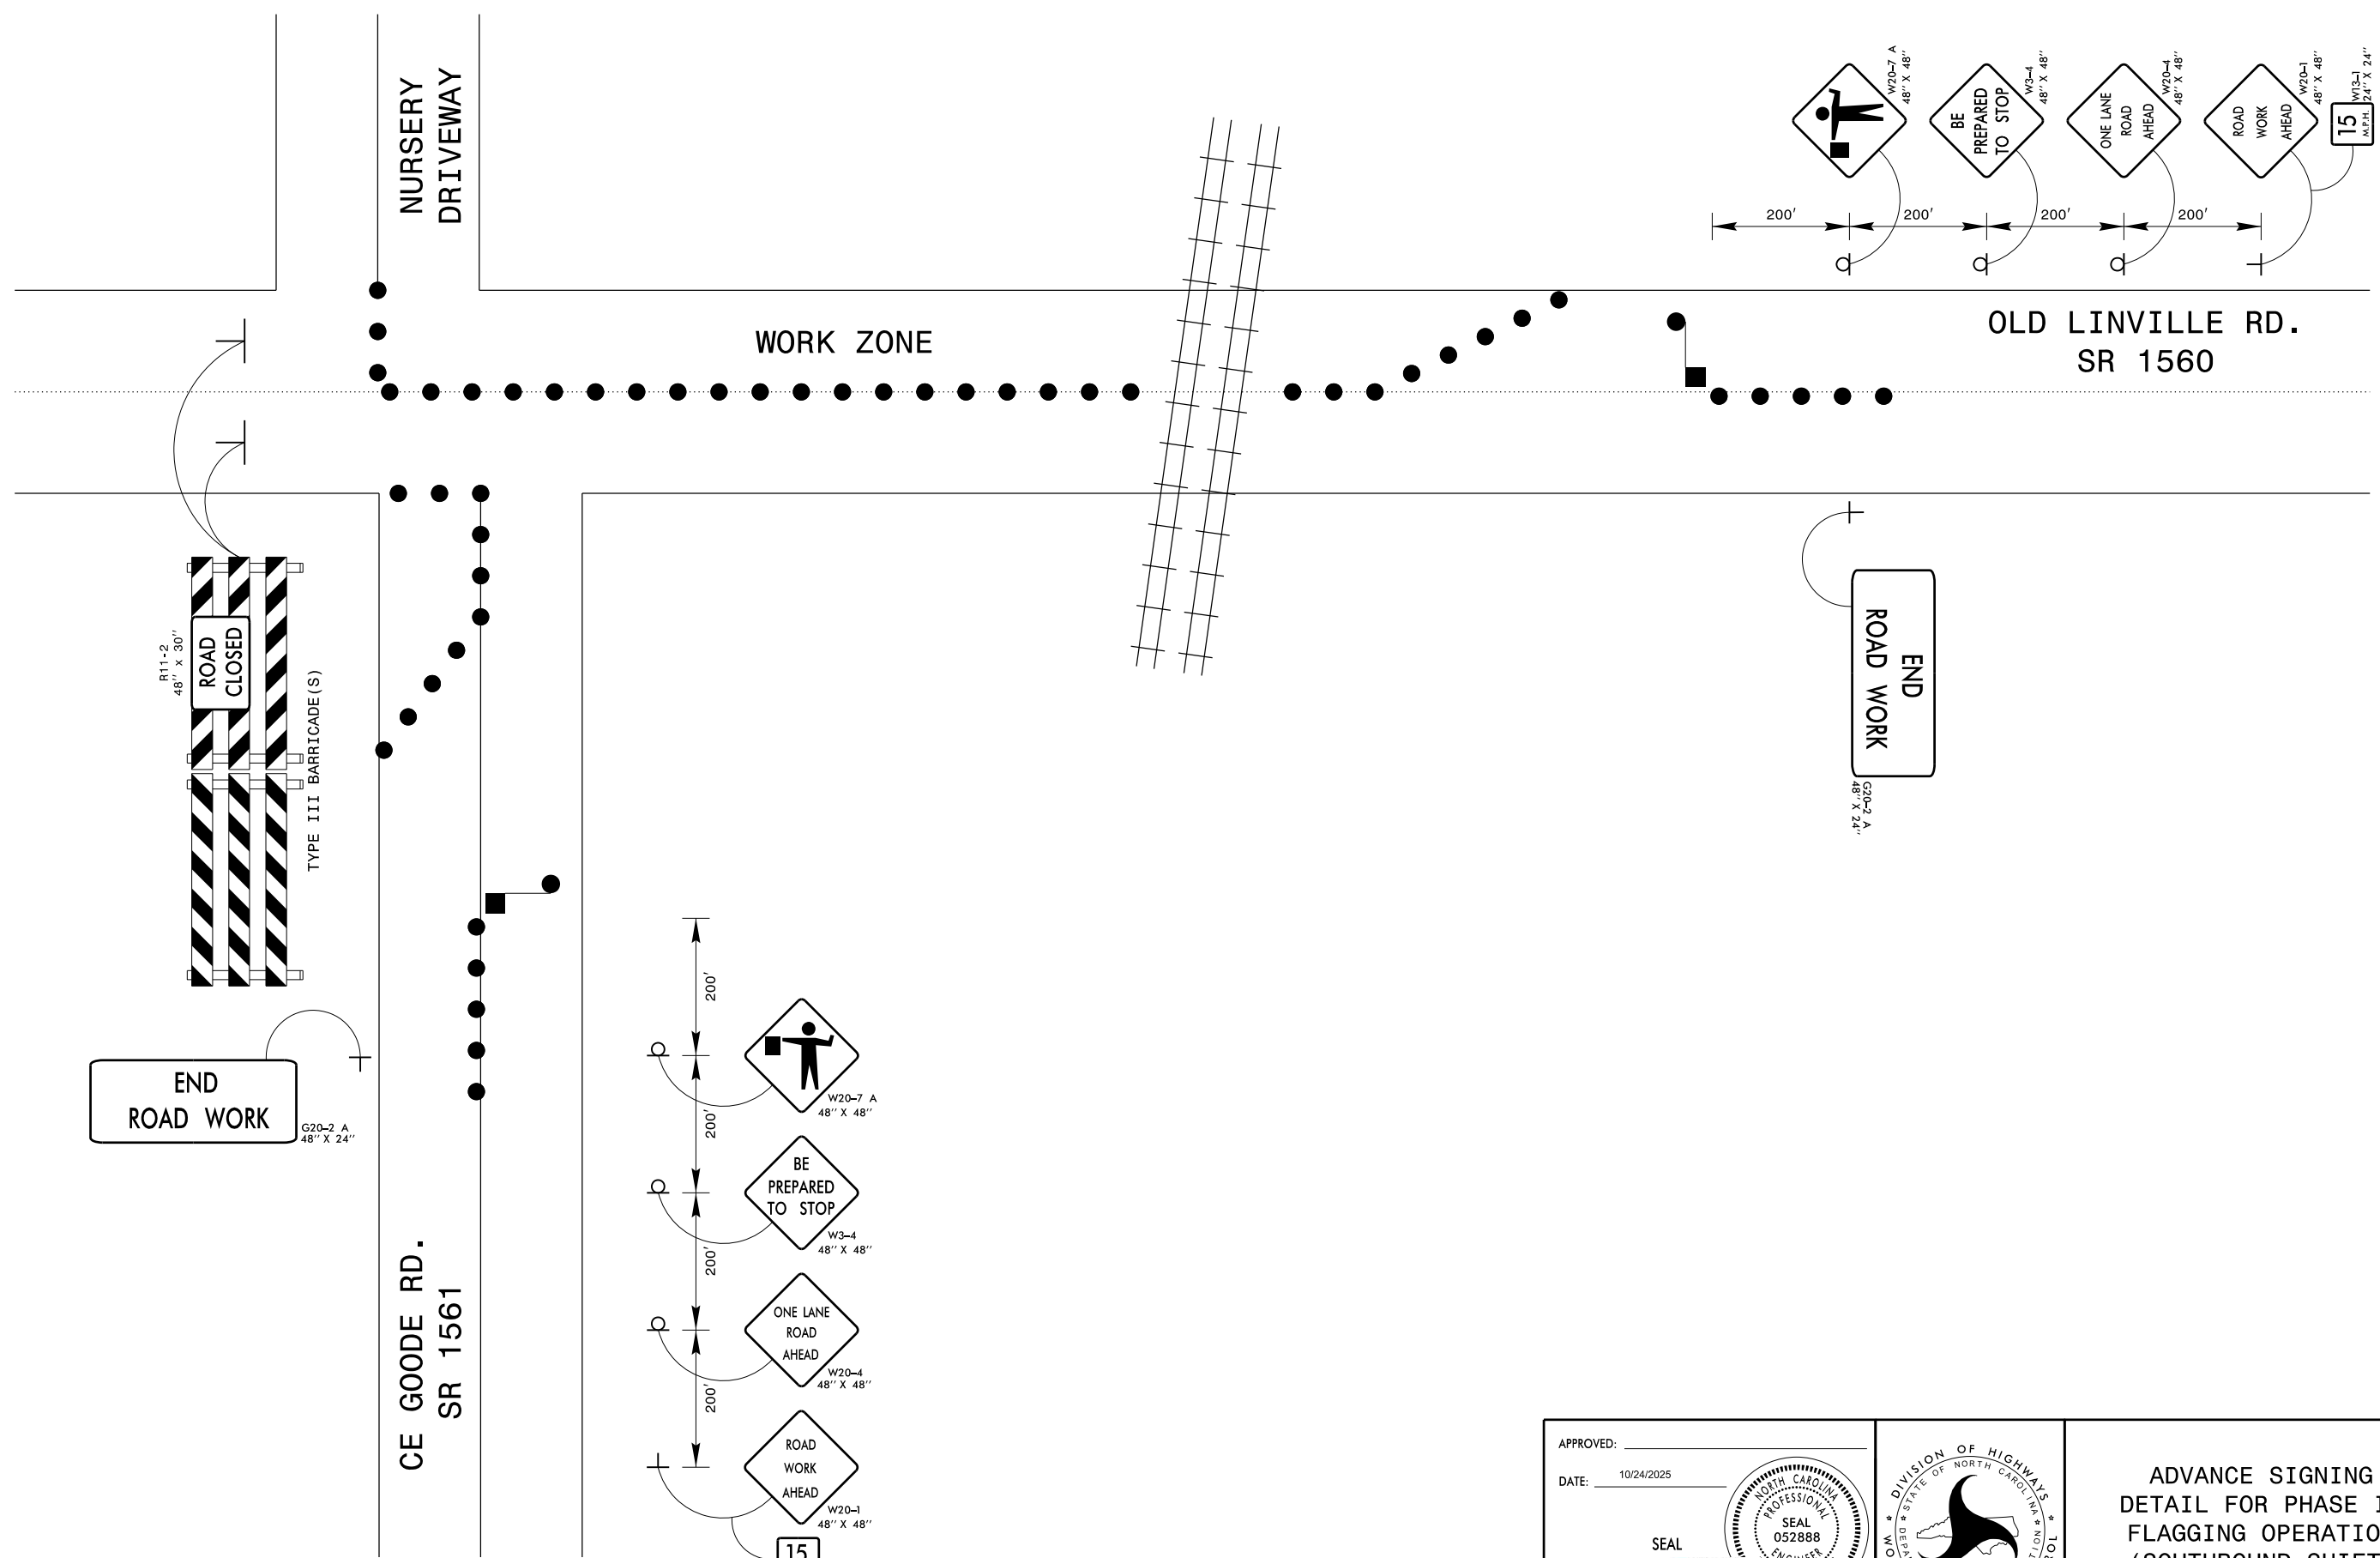 NURSERY
DRIVEWAY
WORK ZONE
OLD LINVILLE RD.
SR 1560
W20-7 A
48" X 48"
BE
PREPARED
TO STOP
W3-4
48" X 48"
ONE LANE
ROAD
AHEAD
W20-4
48" X 48"
ROAD
WORK
AHEAD
W20-1
48" X 48"
15
M.P.H.
W13-1
24" X 24"
200'
200'
200'
200'
R11-2
48" x 30"
ROAD
CLOSED
TYPE III BARRICADE(S)
END
ROAD WORK
G20-2 A
48" X 24"
END
ROAD WORK
G20-2 A
48" X 24"
CE GOODE RD.
SR 1561
200'
200'
200'
200'
W20-7 A
48" X 48"
BE
PREPARED
TO STOP
W3-4
48" X 48"
ONE LANE
ROAD
AHEAD
W20-4
48" X 48"
ROAD
WORK
AHEAD
W20-1
48" X 48"
15
APPROVED:
DATE: 10/24/2025
SEAL
NORTH CAROLINA
PROFESSIONAL
SEAL
052888
ENGINEER
DIVISION OF HIGHWAYS
STATE OF NORTH CAROLINA
ADVANCE SIGNING
DETAIL FOR PHASE
FLAGGING OPERATIO